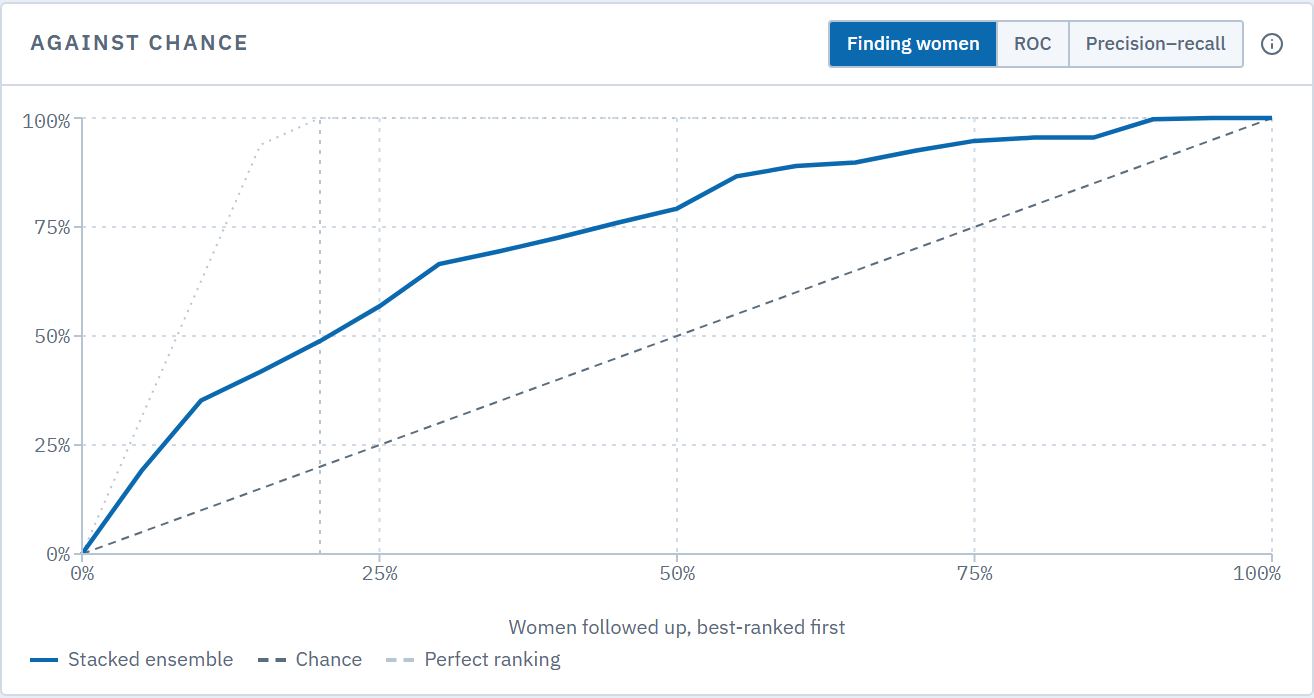 AGAINST CHANCE
Finding women
ROC
Precision–recall
100%
75%
50%
25%
0%
0%
25%
50%
75%
100%
Women followed up, best-ranked first
Stacked ensemble
Chance
Perfect ranking